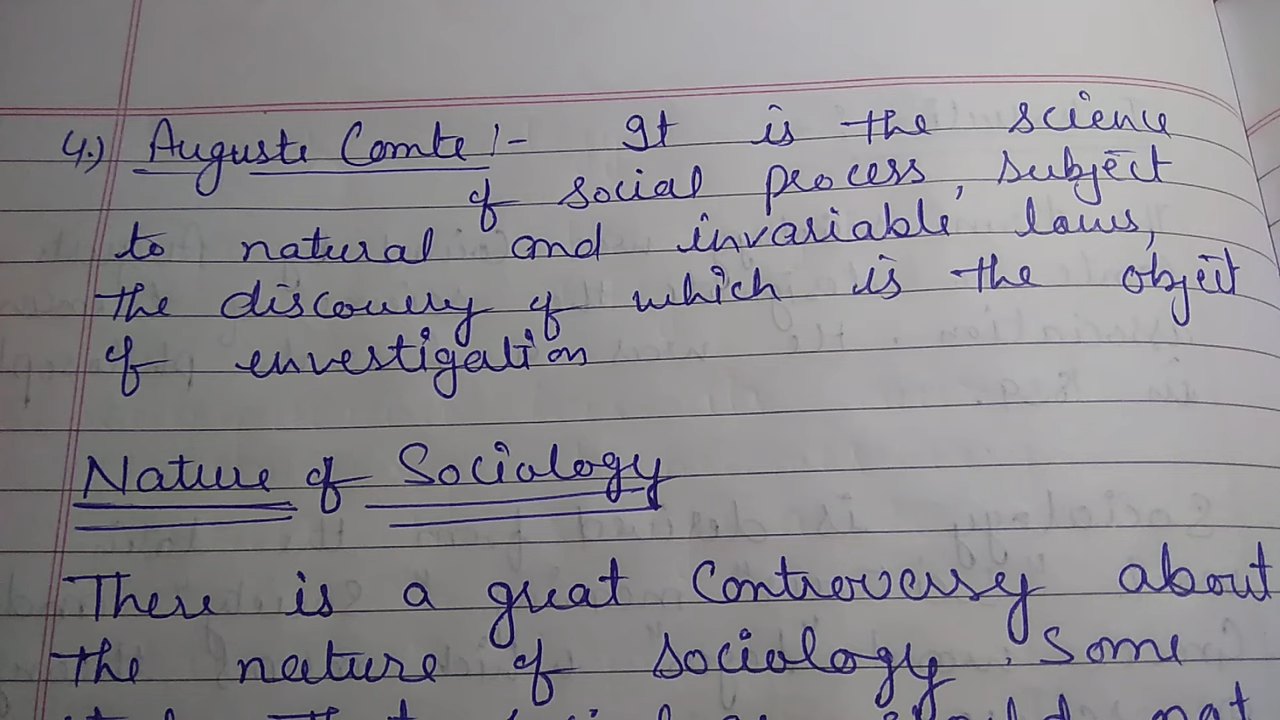 4.) Auguste Comte :- It is the science
of social process, subject
to natural and invariable laws,
the discovery of which is the object
of envestigation
Nature of Sociology
There is a great controversy about
the nature of sociology. Some